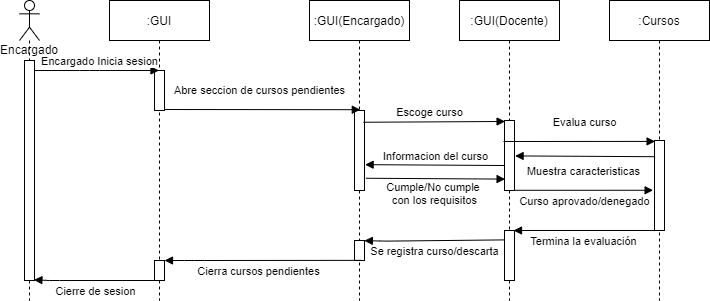 :GUI
:GUI(Encargado)
:GUI(Docente)
:Cursos
Encargado
Encargado Inicia sesion
Abre seccion de cursos pendientes
Escoge curso
Evalua curso
Informacion del curso
Muestra caracteristicas
Cumple/No cumple
con los requisitos
Curso aprovado/denegado
Termina la evaluación
Se registra curso/descarta
Cierra cursos pendientes
Cierre de sesion